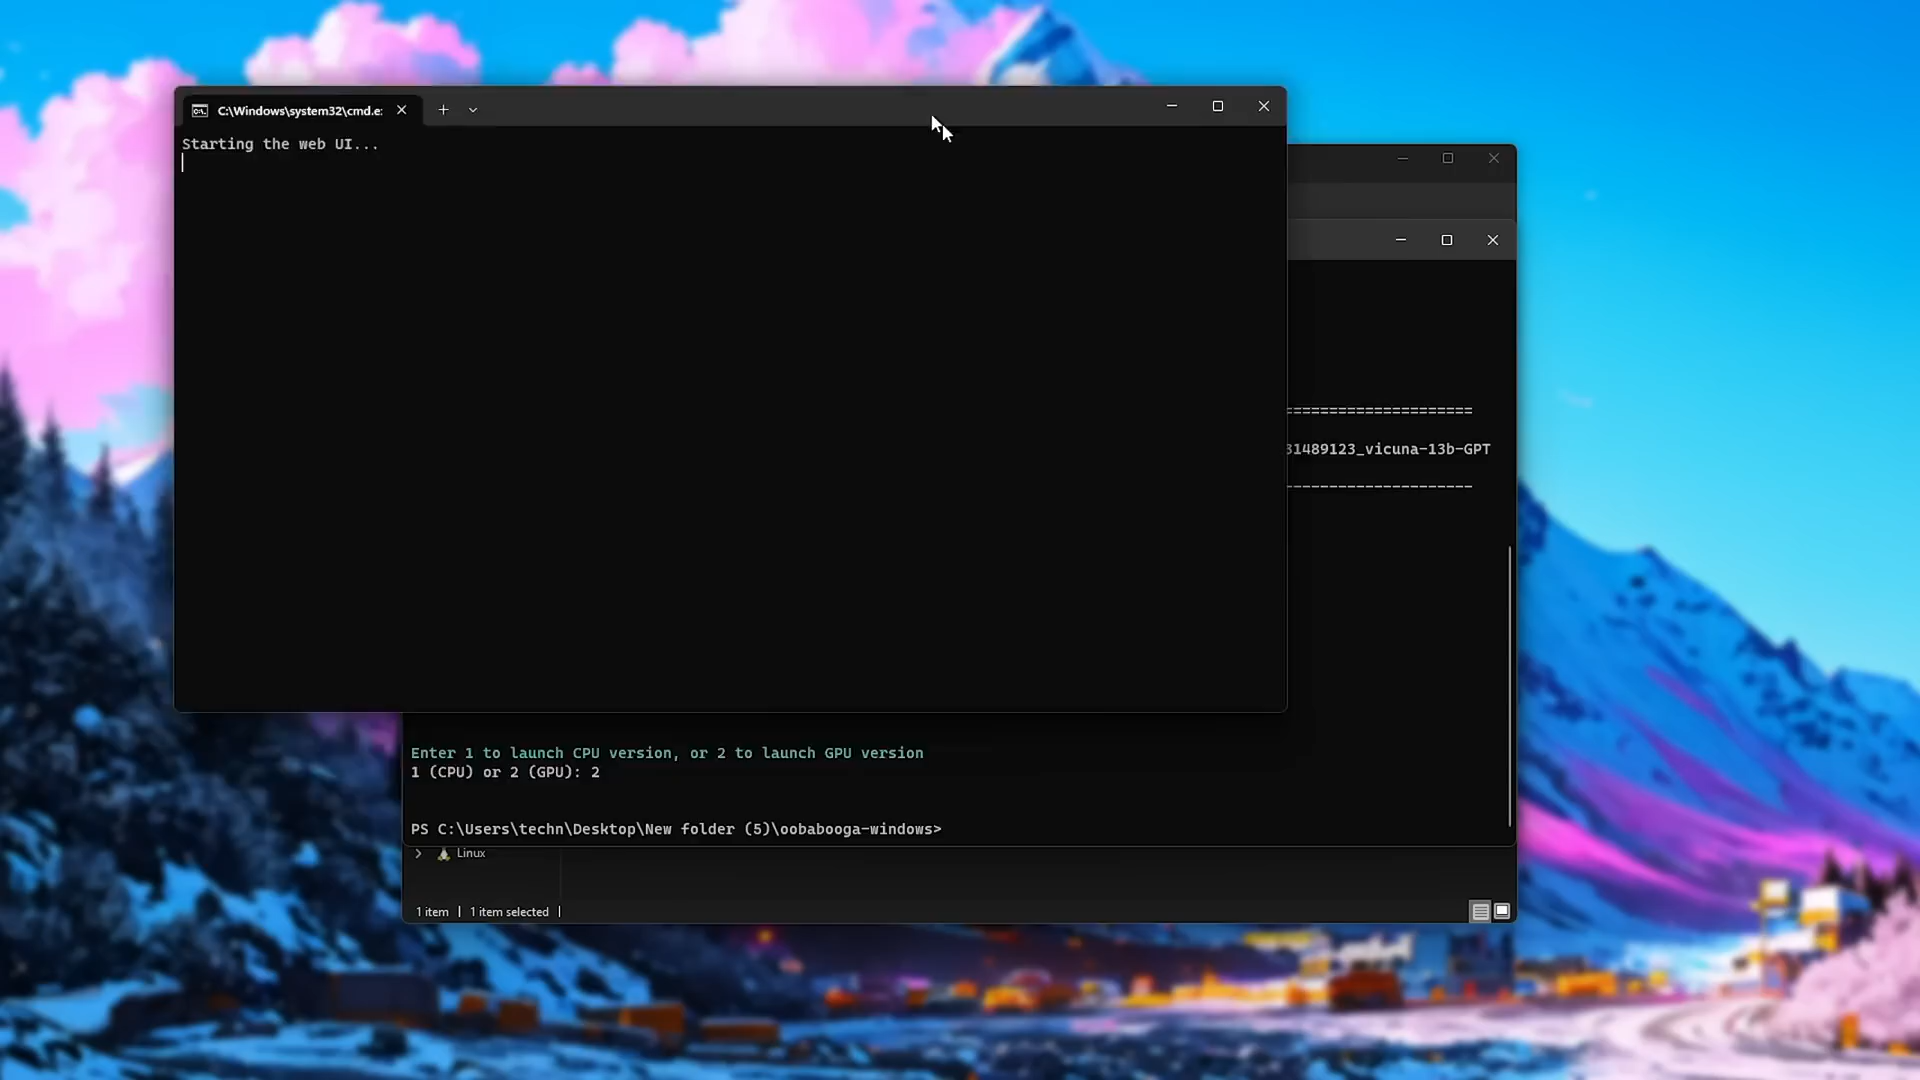 C:\Windows\system32\cmd.e
Starting the web UI...
=====================
31489123_vicuna-13b-GPT
---------------------
Enter 1 to launch CPU version, or 2 to launch GPU version
1 (CPU) or 2 (GPU): 2
PS C:\Users\techn\Desktop\New folder (5)\oobabooga-windows>
Linux
1 item | 1 item selected |